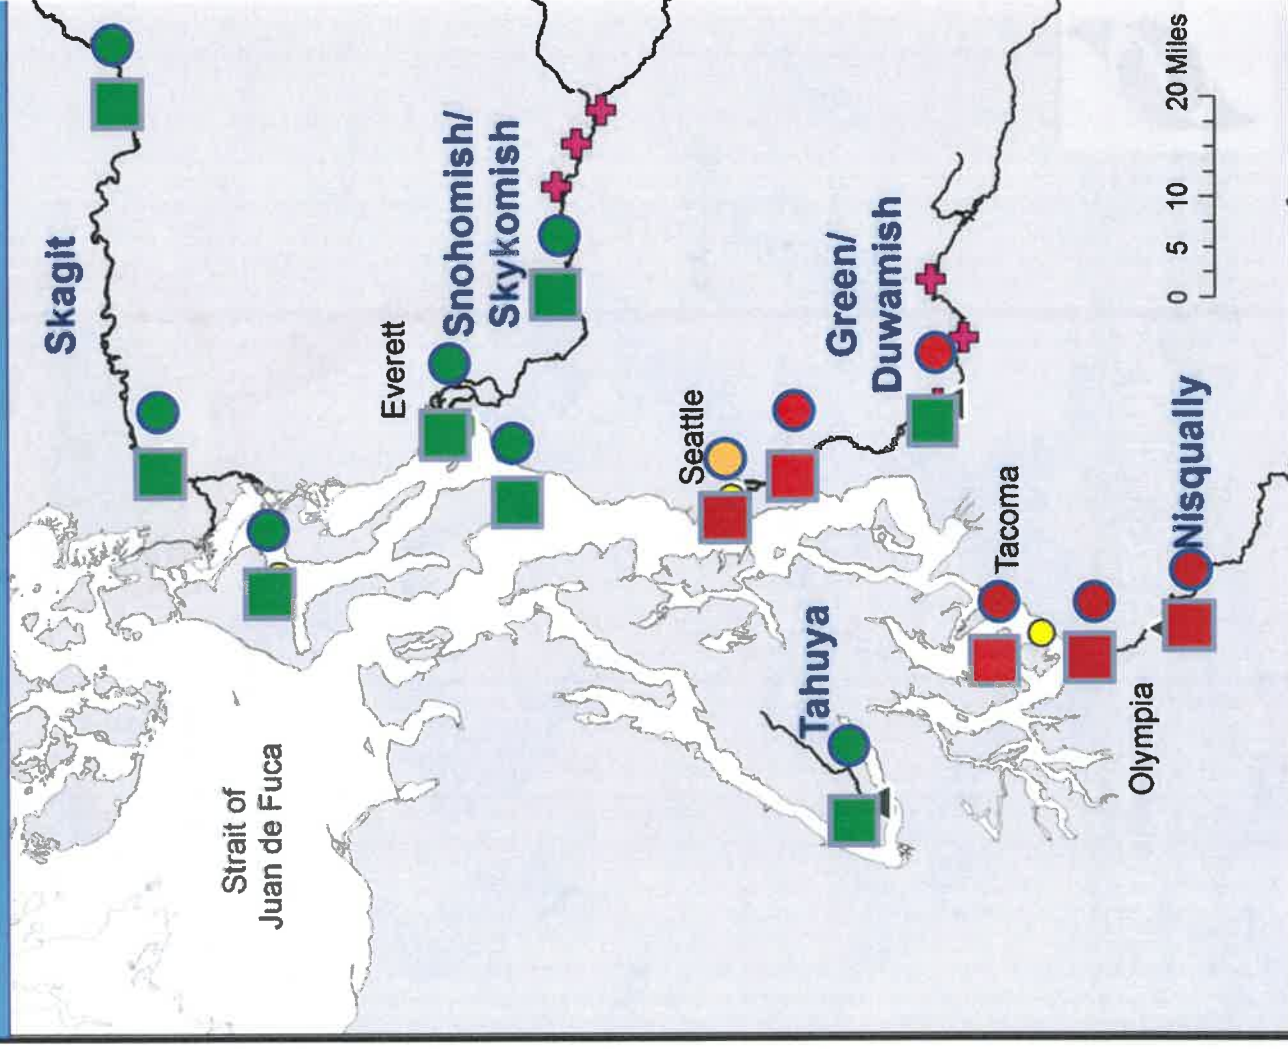 Skagit
Everett
Snohomish/
Skykomish
Seattle
Green/
Duwamish
Strait of
Juan de Fuca
Tahuya
Tacoma
Olympia
Nisqually
0 5 10 20 Miles